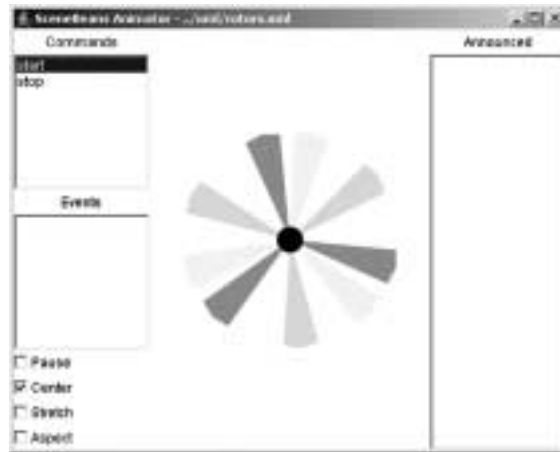 SceneBeans Animator - ../xml/rotors.xml
Commands
Announced
start
stop
Events
Pause
Center
Stretch
Aspect